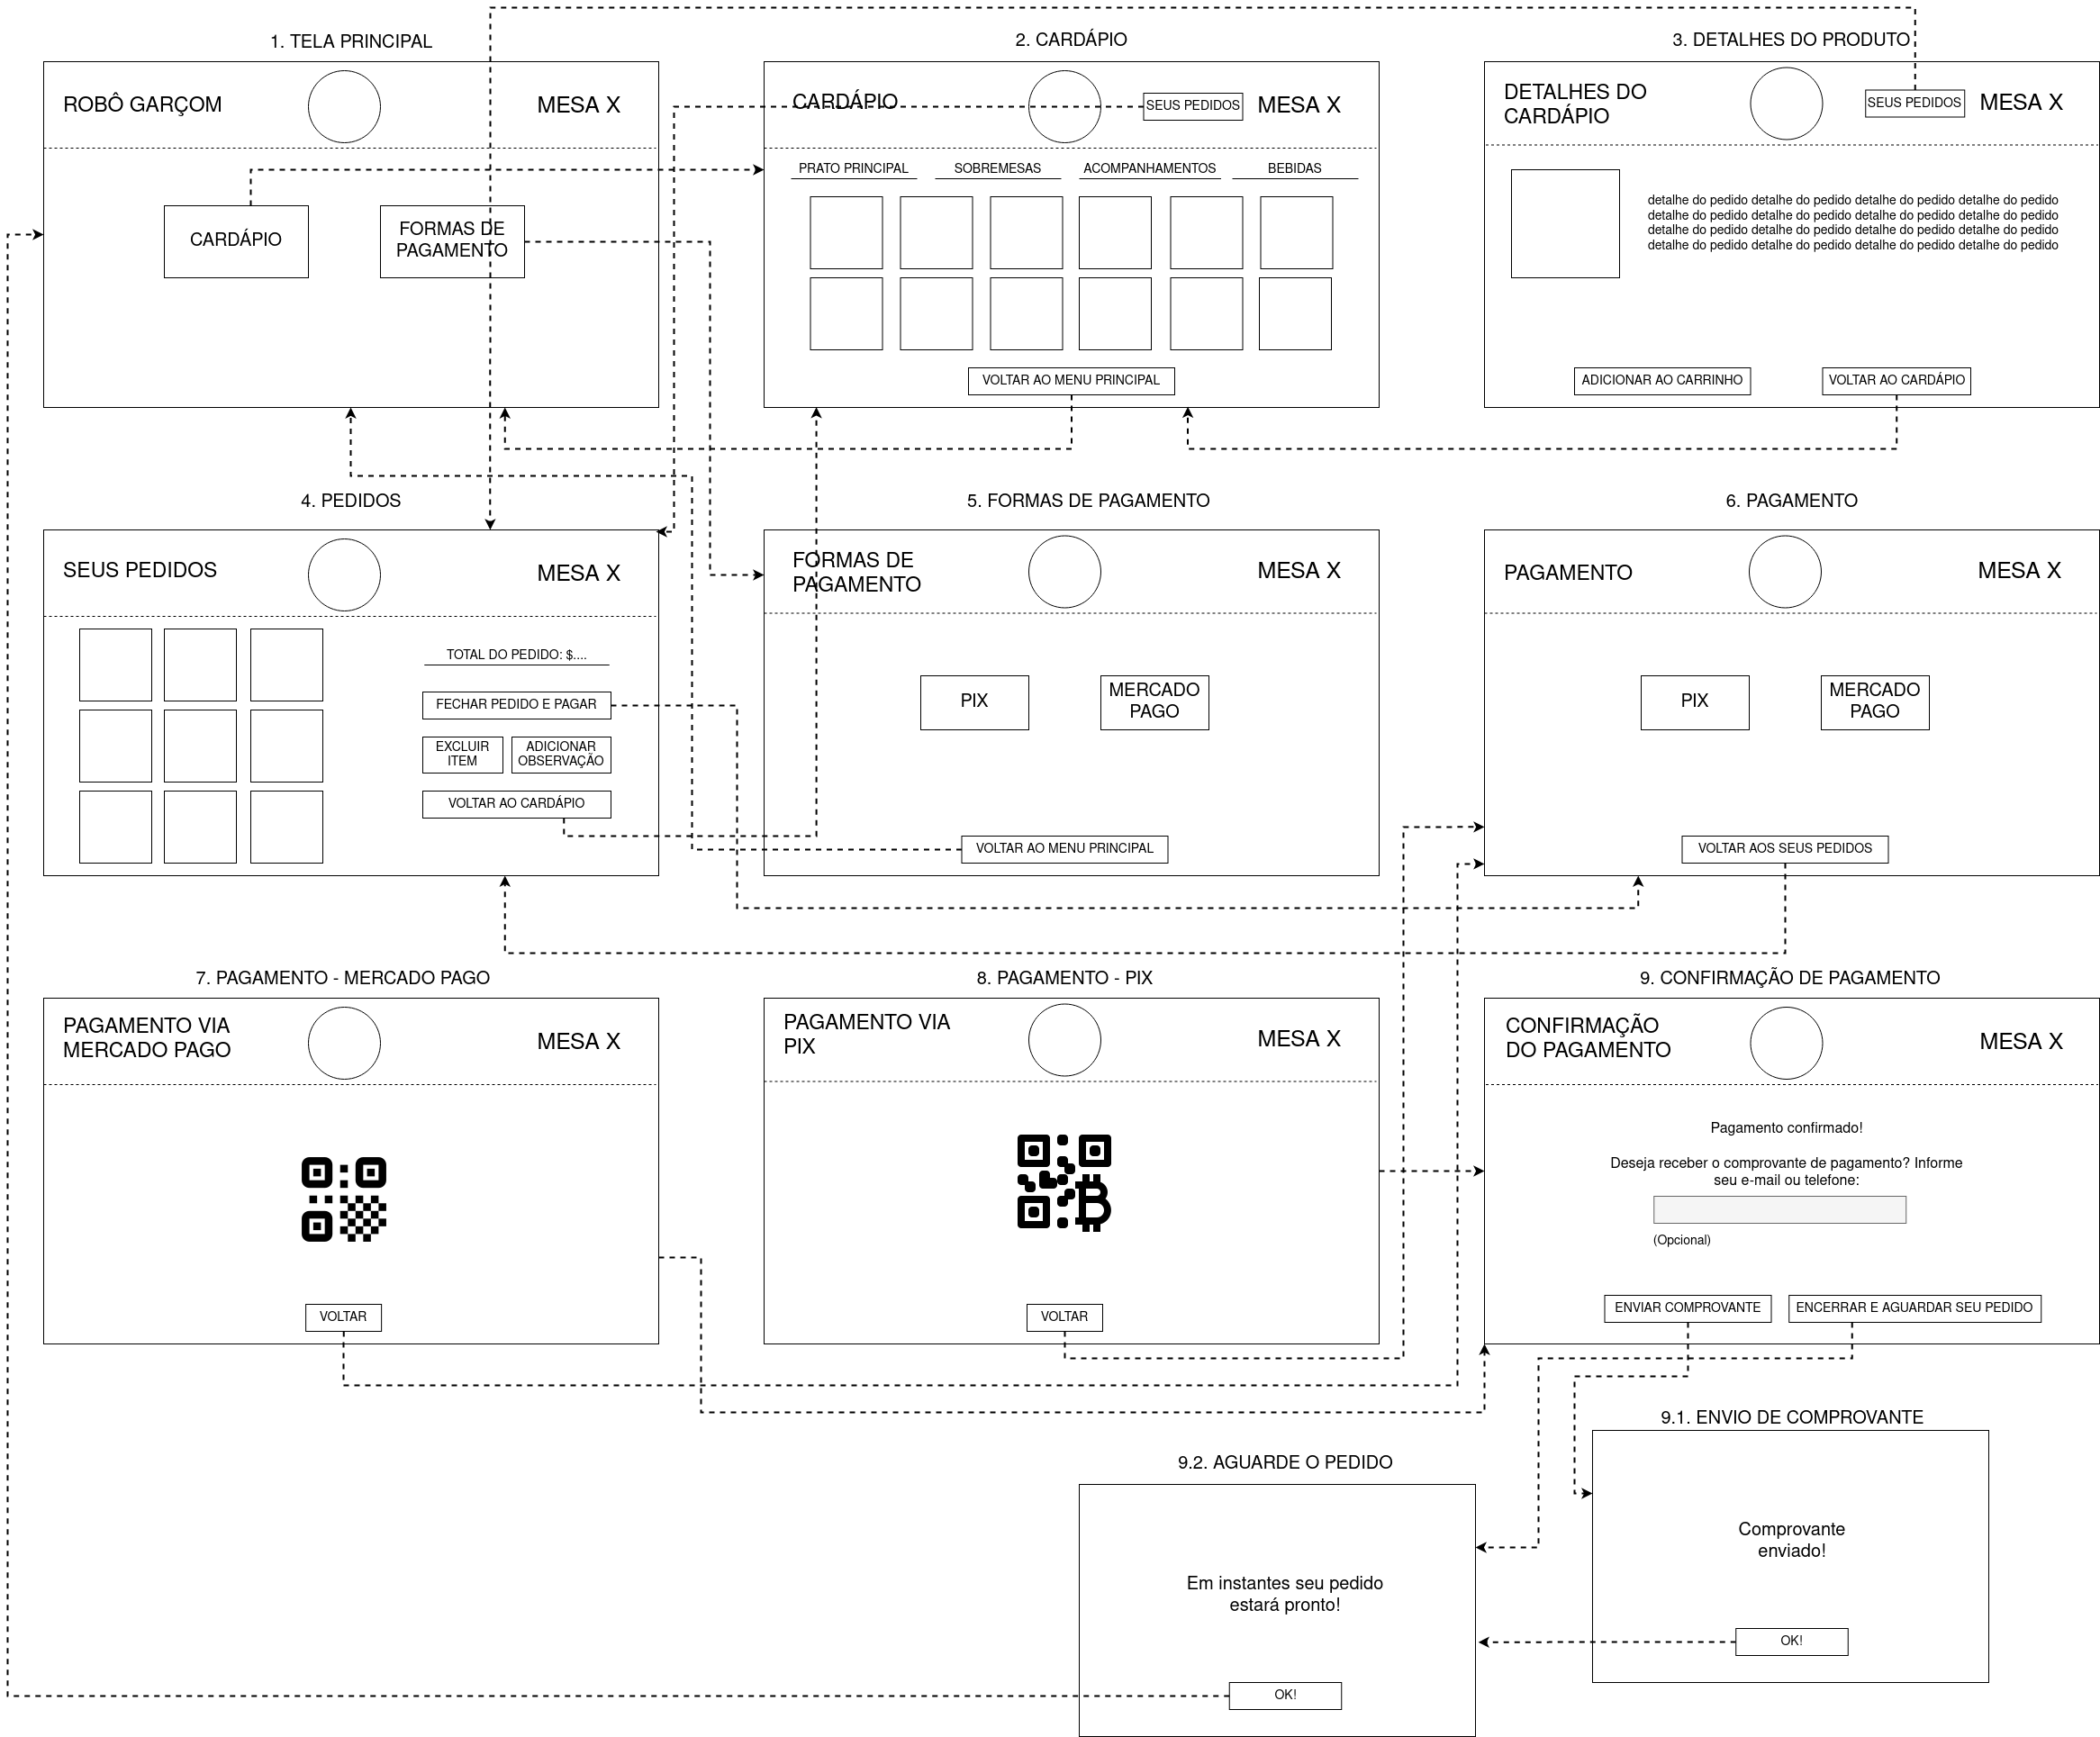 1. TELA PRINCIPAL
ROBÔ GARÇOM
MESA X
CARDÁPIO
FORMAS DE
PAGAMENTO
2. CARDÁPIO
CARDÁPIO
SEUS PEDIDOS
MESA X
PRATO PRINCIPAL
SOBREMESAS
ACOMPANHAMENTOS
BEBIDAS
VOLTAR AO MENU PRINCIPAL
3. DETALHES DO PRODUTO
DETALHES DO
CARDÁPIO
SEUS PEDIDOS
MESA X
detalhe do pedido detalhe do pedido detalhe do pedido detalhe do pedido
detalhe do pedido detalhe do pedido detalhe do pedido detalhe do pedido
detalhe do pedido detalhe do pedido detalhe do pedido detalhe do pedido
detalhe do pedido detalhe do pedido detalhe do pedido detalhe do pedido
ADICIONAR AO CARRINHO
VOLTAR AO CARDÁPIO
4. PEDIDOS
SEUS PEDIDOS
MESA X
TOTAL DO PEDIDO: $....
FECHAR PEDIDO E PAGAR
EXCLUIR
ITEM
ADICIONAR
OBSERVAÇÃO
VOLTAR AO CARDÁPIO
5. FORMAS DE PAGAMENTO
FORMAS DE
PAGAMENTO
MESA X
PIX
MERCADO
PAGO
VOLTAR AO MENU PRINCIPAL
6. PAGAMENTO
PAGAMENTO
MESA X
PIX
MERCADO
PAGO
VOLTAR AOS SEUS PEDIDOS
7. PAGAMENTO - MERCADO PAGO
PAGAMENTO VIA
MERCADO PAGO
MESA X
VOLTAR
8. PAGAMENTO - PIX
PAGAMENTO VIA
PIX
MESA X
VOLTAR
9. CONFIRMAÇÃO DE PAGAMENTO
CONFIRMAÇÃO
DO PAGAMENTO
MESA X
Pagamento confirmado!
Deseja receber o comprovante de pagamento? Informe
seu e-mail ou telefone:
(Opcional)
ENVIAR COMPROVANTE
ENCERRAR E AGUARDAR SEU PEDIDO
9.1. ENVIO DE COMPROVANTE
Comprovante
enviado!
OK!
9.2. AGUARDE O PEDIDO
Em instantes seu pedido
estará pronto!
OK!